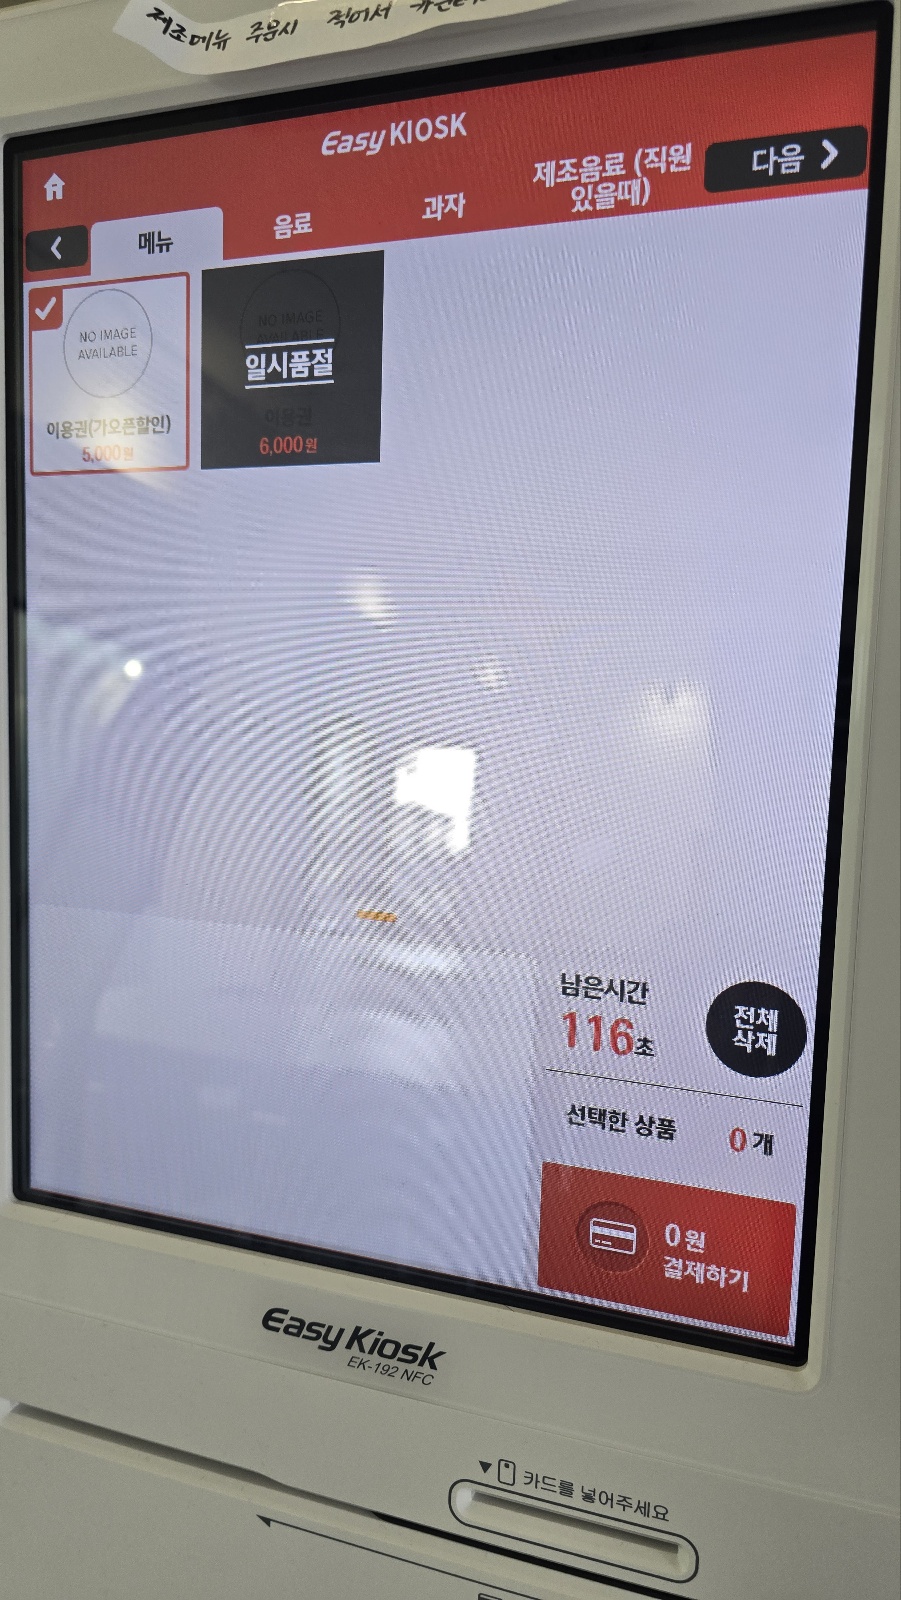 제조메뉴 주문시 적어서
Easy KIOSK
다음
메뉴
음료
과자
제조음료 (직원
있을때)
NO IMAGE
AVAILABLE
이용권(가오픈할인)
5,000원
NO IMAGE
AVAILABLE
일시품절
이용권
6,000원
남은시간
116초
전체
삭제
선택한 상품 0개
0원
결제하기
Easy Kiosk
EK-192 NFC
카드를 넣어주세요